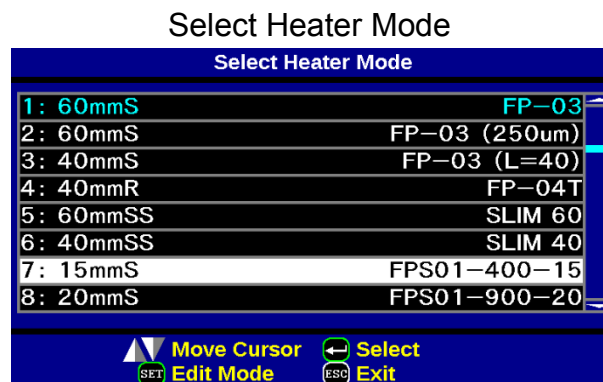 Select Heater Mode
Select Heater Mode
1: 60mmS FP-03
2: 60mmS FP-03 (250um)
3: 40mmS FP-03 (L=40)
4: 40mmR FP-04T
5: 60mmSS SLIM 60
6: 40mmSS SLIM 40
7: 15mmS FPS01-400-15
8: 20mmS FPS01-900-20
Move Cursor Select
SET Edit Mode ESC Exit